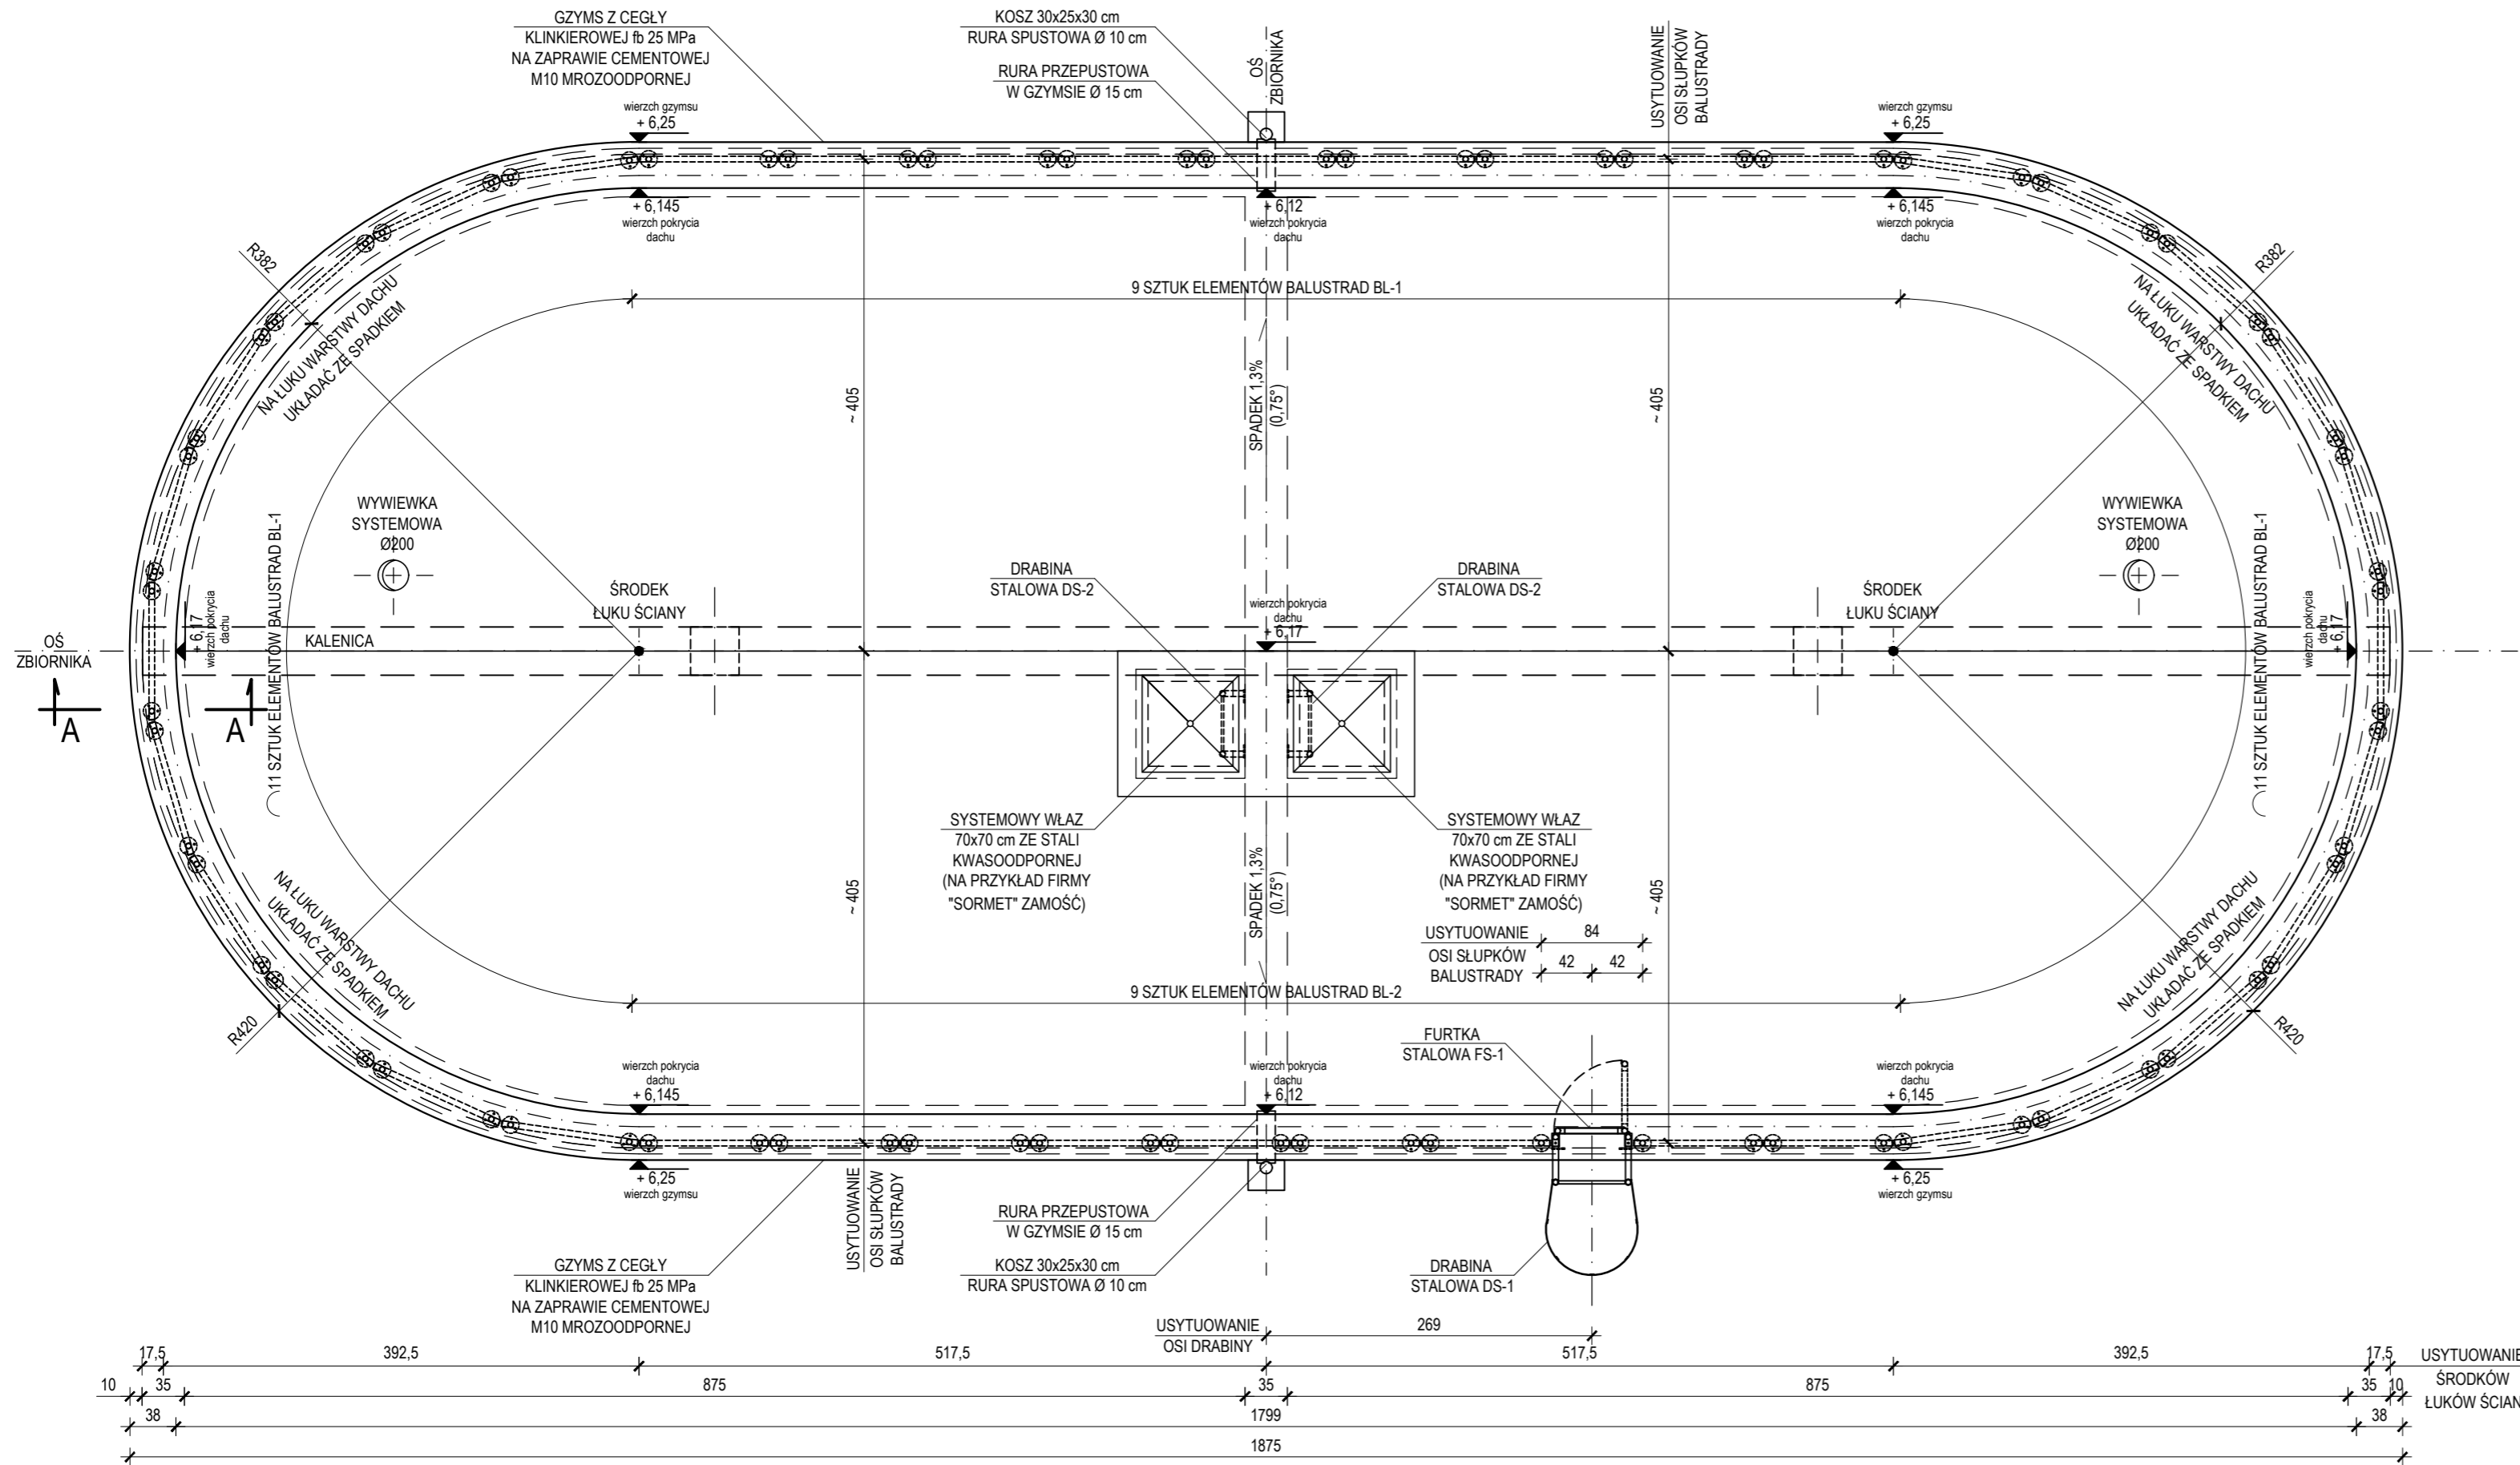 GZYMS Z CEGŁY
KLINKIEROWEJ fb 25 MPa
NA ZAPRAWIE CEMENTOWEJ
M10 MROZOODPORNEJ
KOSZ 30x25x30 cm
RURA SPUSTOWA Ø 10 cm
RURA PRZEPUSTOWA
W GZYMSIE Ø 15 cm
OŚ
ZBIORNIKA
USYTUOWANIE
OSI SŁUPKÓW
BALUSTRADY
wierzch gzymsu
+ 6,25
wierzch gzymsu
+ 6,25
+ 6,145
wierzch pokrycia
dachu
+ 6,12
wierzch pokrycia
dachu
+ 6,145
wierzch pokrycia
dachu
R382
R382
NA ŁUKU WARSTWY DACHU
UKŁADAĆ ZE SPADKIEM
9 SZTUK ELEMENTÓW BALUSTRAD BL-1
NA ŁUKU WARSTWY DACHU
UKŁADAĆ ZE SPADKIEM
~ 405
SPADEK 1,3%
(0,75°)
~ 405
WYWIEWKA
SYSTEMOWA
Ø200
WYWIEWKA
SYSTEMOWA
Ø200
11 SZTUK ELEMENTÓW BALUSTRAD BL-1
11 SZTUK ELEMENTÓW BALUSTRAD BL-1
DRABINA
STALOWA DS-2
DRABINA
STALOWA DS-2
ŚRODEK
ŁUKU ŚCIANY
ŚRODEK
ŁUKU ŚCIANY
+ 6,17
wierzch pokrycia
dachu
wierzch pokrycia
dachu
+ 6,17
wierzch pokrycia
dachu
+ 6,17
OŚ
ZBIORNIKA
KALENICA
A
A
SYSTEMOWY WŁAZ
70x70 cm ZE STALI
KWASOODPORNEJ
(NA PRZYKŁAD FIRMY
"SORMET" ZAMOŚĆ)
SYSTEMOWY WŁAZ
70x70 cm ZE STALI
KWASOODPORNEJ
(NA PRZYKŁAD FIRMY
"SORMET" ZAMOŚĆ)
~ 405
SPADEK 1,3%
(0,75°)
~ 405
NA ŁUKU WARSTWY DACHU
UKŁADAĆ ZE SPADKIEM
NA ŁUKU WARSTWY DACHU
UKŁADAĆ ZE SPADKIEM
USYTUOWANIE
OSI SŁUPKÓW
BALUSTRADY
84
42
42
9 SZTUK ELEMENTÓW BALUSTRAD BL-2
R420
R420
FURTKA
STALOWA FS-1
wierzch pokrycia
dachu
+ 6,145
wierzch pokrycia
dachu
+ 6,12
wierzch pokrycia
dachu
+ 6,145
+ 6,25
wierzch gzymsu
+ 6,25
wierzch gzymsu
USYTUOWANIE
OSI SŁUPKÓW
BALUSTRADY
RURA PRZEPUSTOWA
W GZYMSIE Ø 15 cm
KOSZ 30x25x30 cm
RURA SPUSTOWA Ø 10 cm
GZYMS Z CEGŁY
KLINKIEROWEJ fb 25 MPa
NA ZAPRAWIE CEMENTOWEJ
M10 MROZOODPORNEJ
DRABINA
STALOWA DS-1
USYTUOWANIE
OSI DRABINY
269
17,5 392,5 517,5 517,5 392,5 17,5
10 35 875 35 875 35 10
38 1799 38
1875
USYTUOWANIE
ŚRODKÓW
ŁUKÓW ŚCIAN